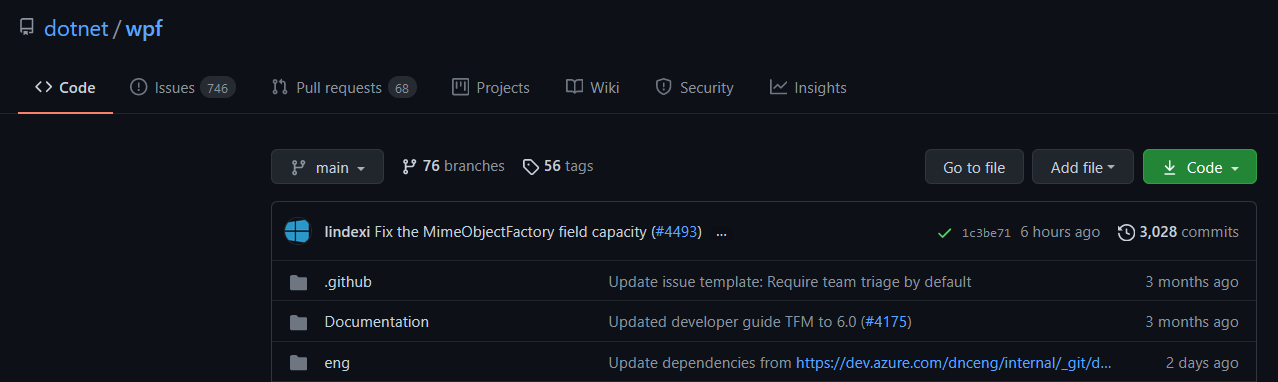 dotnet / wpf
Code Issues 746 Pull requests 68 Projects Wiki Security Insights
main 76 branches 56 tags Go to file Add file Code
lindexi Fix the MimeObjectFactory field capacity (#4493) ... 1c3be71 6 hours ago 3,028 commits
.github Update issue template: Require team triage by default 3 months ago
Documentation Updated developer guide TFM to 6.0 (#4175) 3 months ago
eng Update dependencies from https://dev.azure.com/dnceng/internal/_git/d... 2 days ago